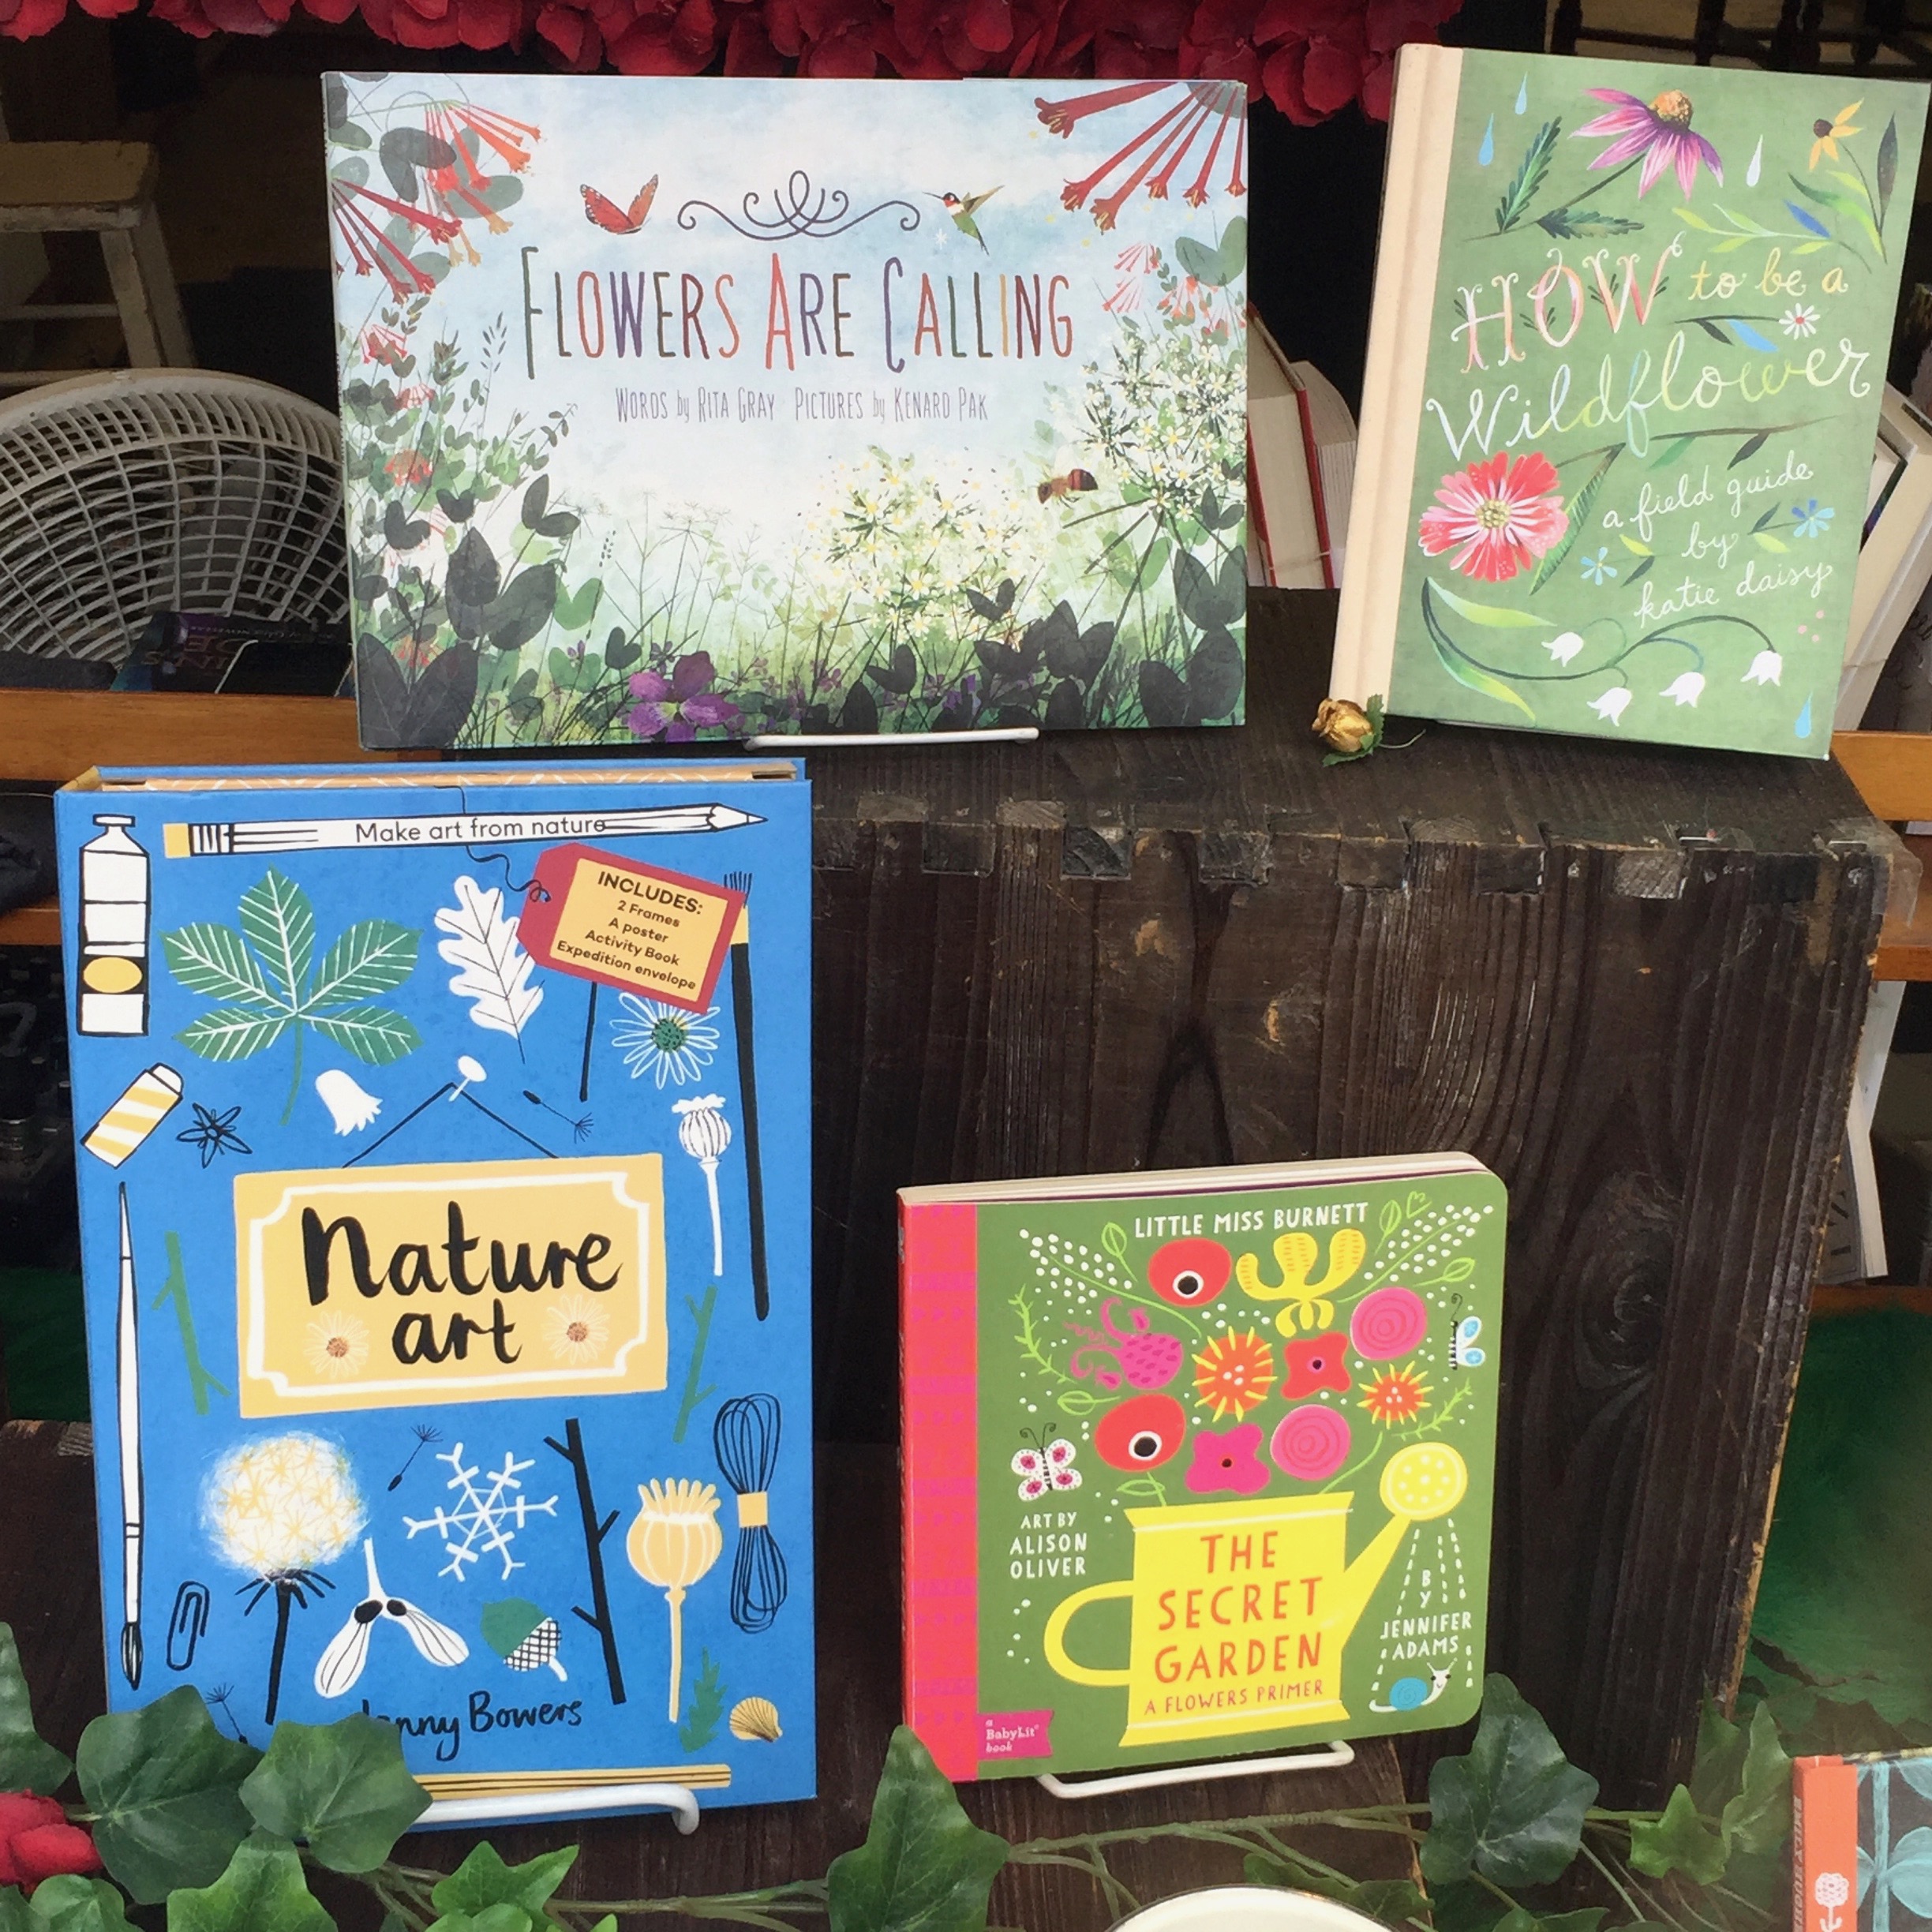 FLOWERS ARE CALLING
WORDS by RITA GRAY PICTURES by KENARD PAK
HOW to be a
Wildflower
a field guide
by
katie daisy
Make art from nature
INCLUDES:
2 Frames
A poster
Activity Book
Expedition envelope
Nature
art
Jenny Bowers
LITTLE MISS BURNETT
ART BY
ALISON
OLIVER
THE
SECRET
GARDEN
A FLOWERS PRIMER
BY
JENNIFER
ADAMS
a
BabyLit®
book